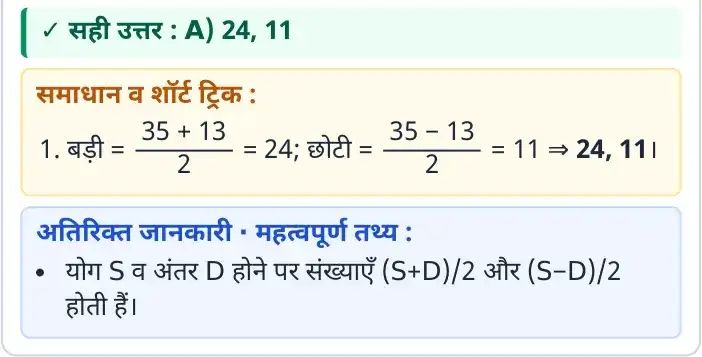 ✓ सही उत्तर : A) 24, 11
समाधान व शॉर्ट ट्रिक :
1. बड़ी = (35 + 13)/2 = 24; छोटी = (35 − 13)/2 = 11 ⇒ 24, 11।
अतिरिक्त जानकारी · महत्वपूर्ण तथ्य :
• योग S व अंतर D होने पर संख्याएँ (S+D)/2 और (S−D)/2
होती हैं।